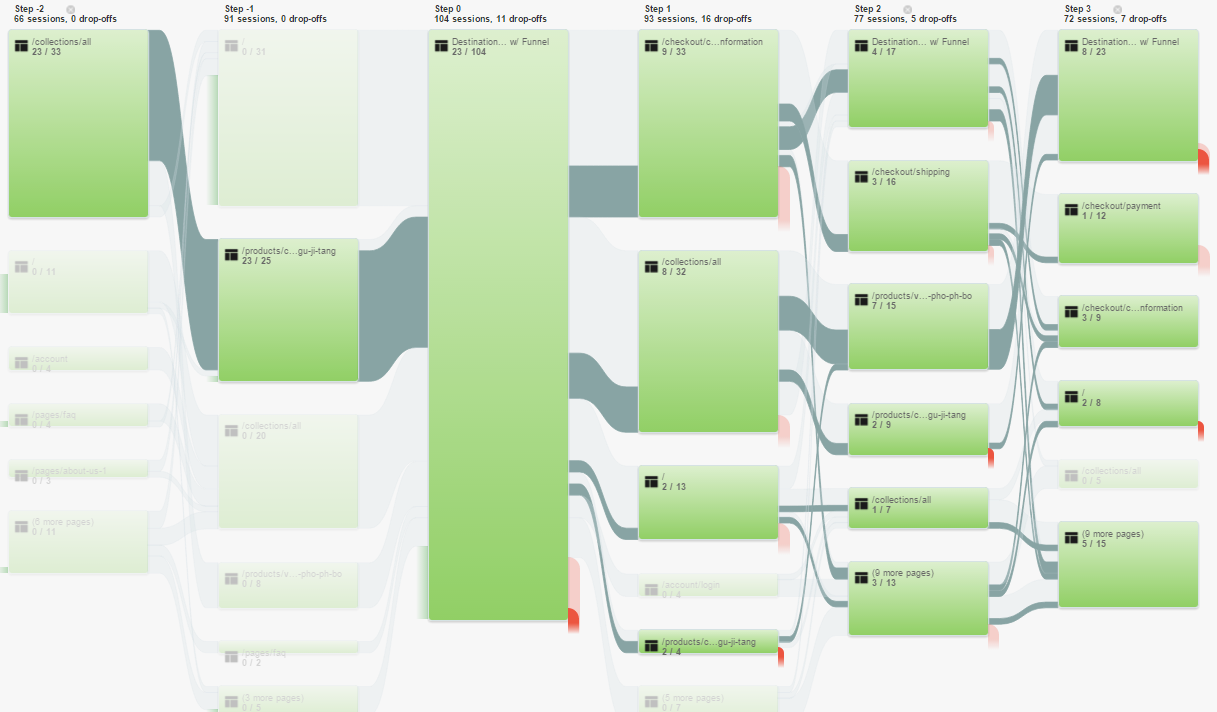 Step -2
66 sessions, 0 drop-offs
/collections/all
23 / 33
/
0 / 11
/account
0 / 4
/pages/faq
0 / 4
/pages/about-us-1
0 / 3
(6 more pages)
0 / 11
Step -1
91 sessions, 0 drop-offs
/
0 / 31
/products/c...gu-ji-tang
23 / 25
/collections/all
0 / 20
/products/v...-pho-ph-bo
0 / 8
/pages/faq
0 / 2
(3 more pages)
0 / 5
Step 0
104 sessions, 11 drop-offs
Destination... w/ Funnel
23 / 104
Step 1
93 sessions, 16 drop-offs
/checkout/c...nformation
9 / 33
/collections/all
8 / 32
/
2 / 13
/account/login
0 / 4
/products/c...gu-ji-tang
2 / 4
(5 more pages)
0 / 7
Step 2
77 sessions, 5 drop-offs
Destination... w/ Funnel
4 / 17
/checkout/shipping
3 / 16
/products/v...-pho-ph-bo
7 / 15
/products/c...gu-ji-tang
2 / 9
/collections/all
1 / 7
(9 more pages)
3 / 13
Step 3
72 sessions, 7 drop-offs
Destination... w/ Funnel
8 / 23
/checkout/payment
1 / 12
/checkout/c...nformation
3 / 9
/
2 / 8
/collections/all
0 / 5
(9 more pages)
5 / 15